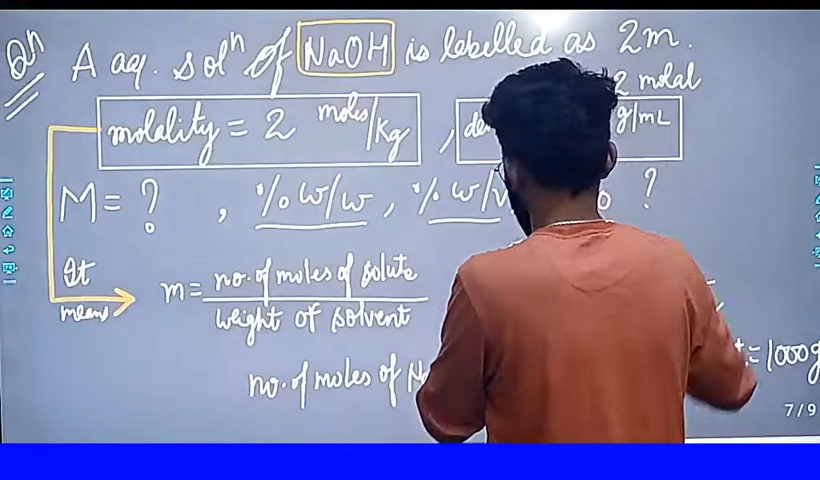 Qn A aq. solⁿ of NaOH is labelled as 2m.
2 molal
molality = 2 moles/Kg , g/mL
M = ? , % w/w , % w/v ?
It means m = no. of moles of solute
weight of solvent
= 1000g
no. of moles of
7/9